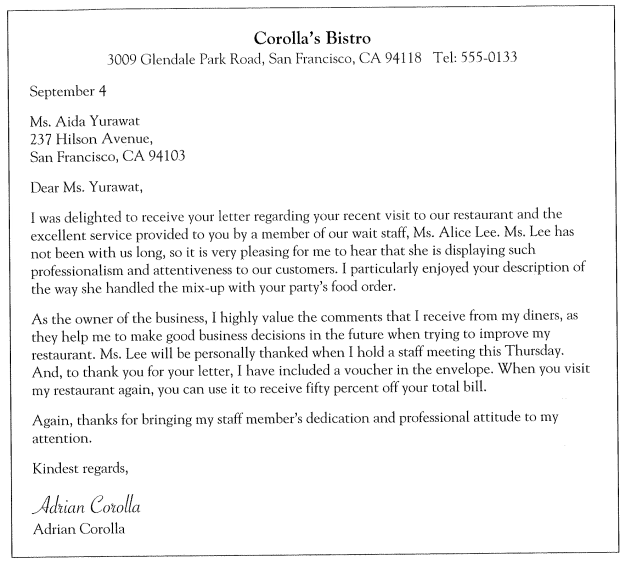 Corolla's Bistro
3009 Glendale Park Road, San Francisco, CA 94118 Tel: 555-0133
September 4
Ms. Aida Yurawat
237 Hilson Avenue,
San Francisco, CA 94103
Dear Ms. Yurawat,
I was delighted to receive your letter regarding your recent visit to our restaurant and the
excellent service provided to you by a member of our wait staff, Ms. Alice Lee. Ms. Lee has
not been with us long, so it is very pleasing for me to hear that she is displaying such
professionalism and attentiveness to our customers. I particularly enjoyed your description of
the way she handled the mix-up with your party's food order.
As the owner of the business, I highly value the comments that I receive from my diners, as
they help me to make good business decisions in the future when trying to improve my
restaurant. Ms. Lee will be personally thanked when I hold a staff meeting this Thursday.
And, to thank you for your letter, I have included a voucher in the envelope. When you visit
my restaurant again, you can use it to receive fifty percent off your total bill.
Again, thanks for bringing my staff member's dedication and professional attitude to my
attention.
Kindest regards,
Adrian Corolla
Adrian Corolla